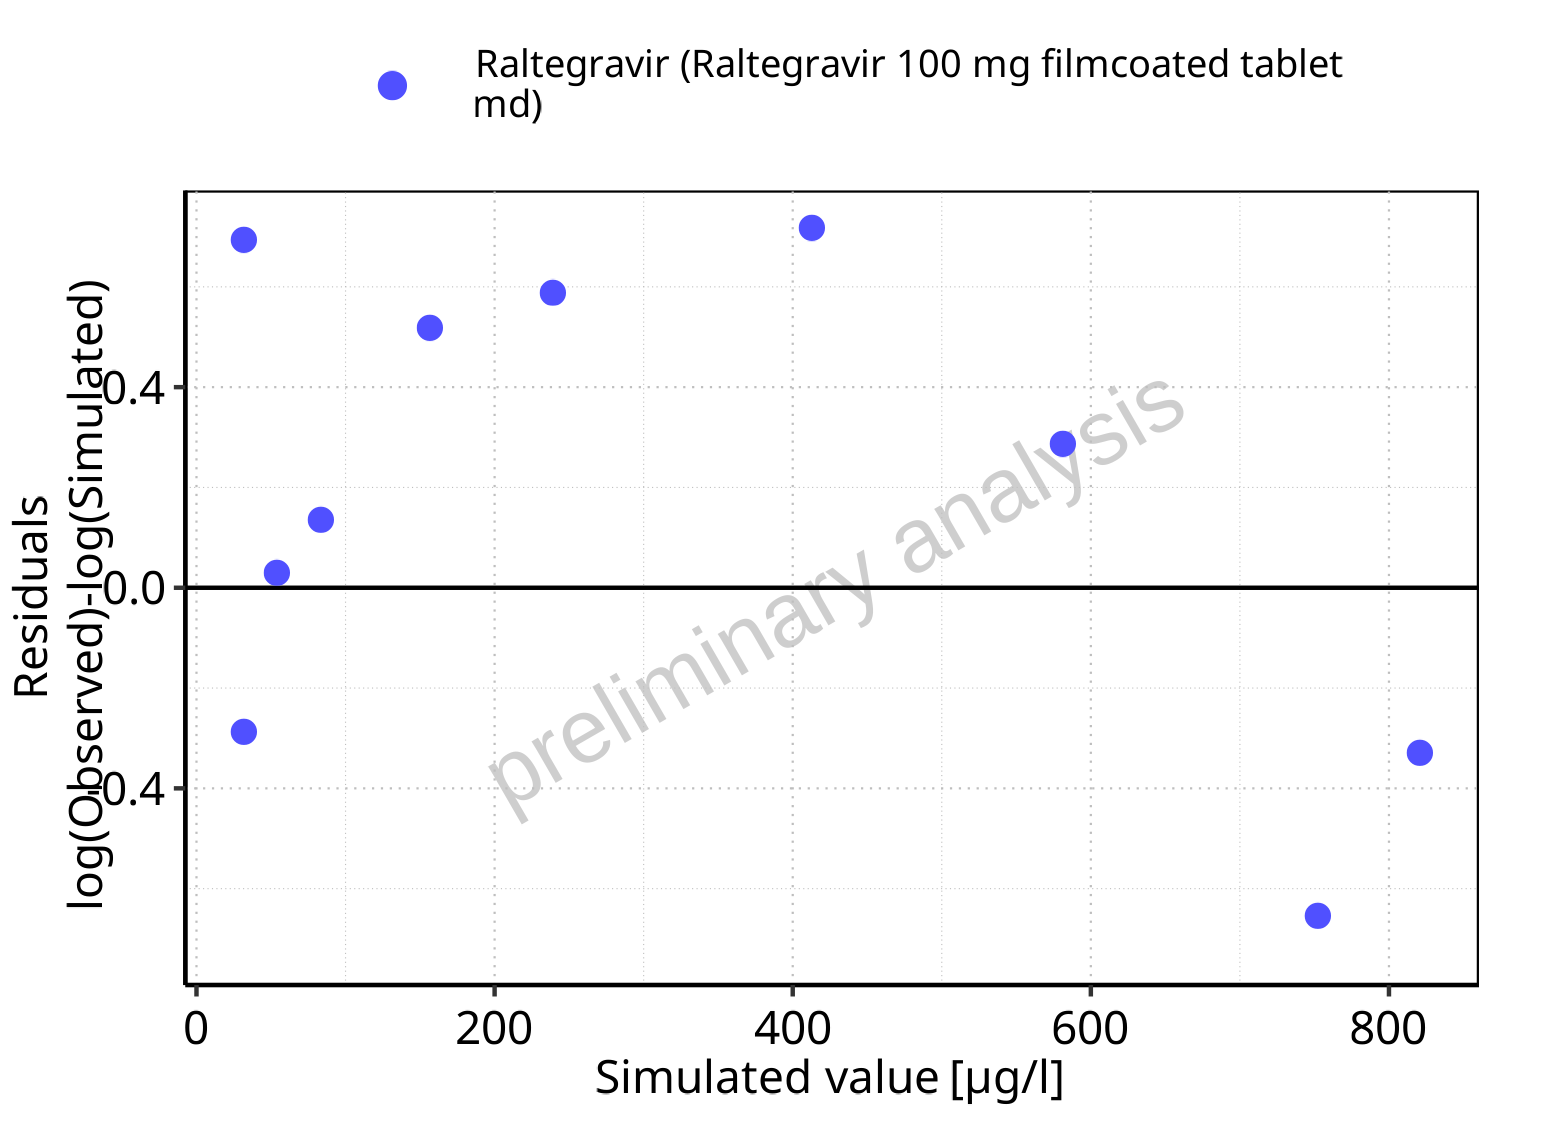 Raltegravir (Raltegravir 100 mg filmcoated tablet
md)
Residuals
log(Observed)-log(Simulated)
0.4
0.0
-0.4
preliminary analysis
0 200 400 600 800
Simulated value [µg/l]